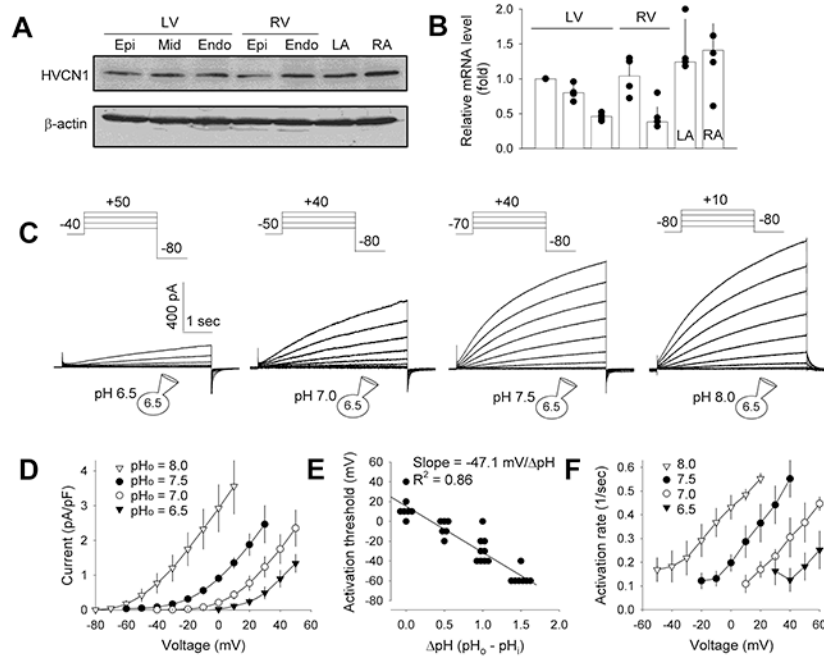 A
LV
RV
Epi
Mid
Endo
Epi
Endo
LA
RA
HVCN1
β-actin
B
LV
RV
Relative mRNA level
(fold)
2.0
1.5
1.0
0.5
0.0
LA
RA
C
+50
-40
-80
+40
-50
-80
+40
-70
-80
+10
-80
-80
400 pA
1 sec
pH 6.5
6.5
pH 7.0
6.5
pH 7.5
6.5
pH 8.0
6.5
D
pHo = 8.0
pHo = 7.5
pHo = 7.0
pHo = 6.5
Current (pA/pF)
4
3
2
1
0
-80 -60 -40 -20 0 20 40 60
Voltage (mV)
E
Slope = -47.1 mV/ΔpH
R² = 0.86
Activation threshold (mV)
60
40
20
0
-20
-40
-60
-80
0.0 0.5 1.0 1.5 2.0
ΔpH (pHo - pHi)
F
8.0
7.5
7.0
6.5
Activation rate (1/sec)
0.6
0.5
0.4
0.3
0.2
0.1
0.0
-60 -40 -20 0 20 40 60
Voltage (mV)